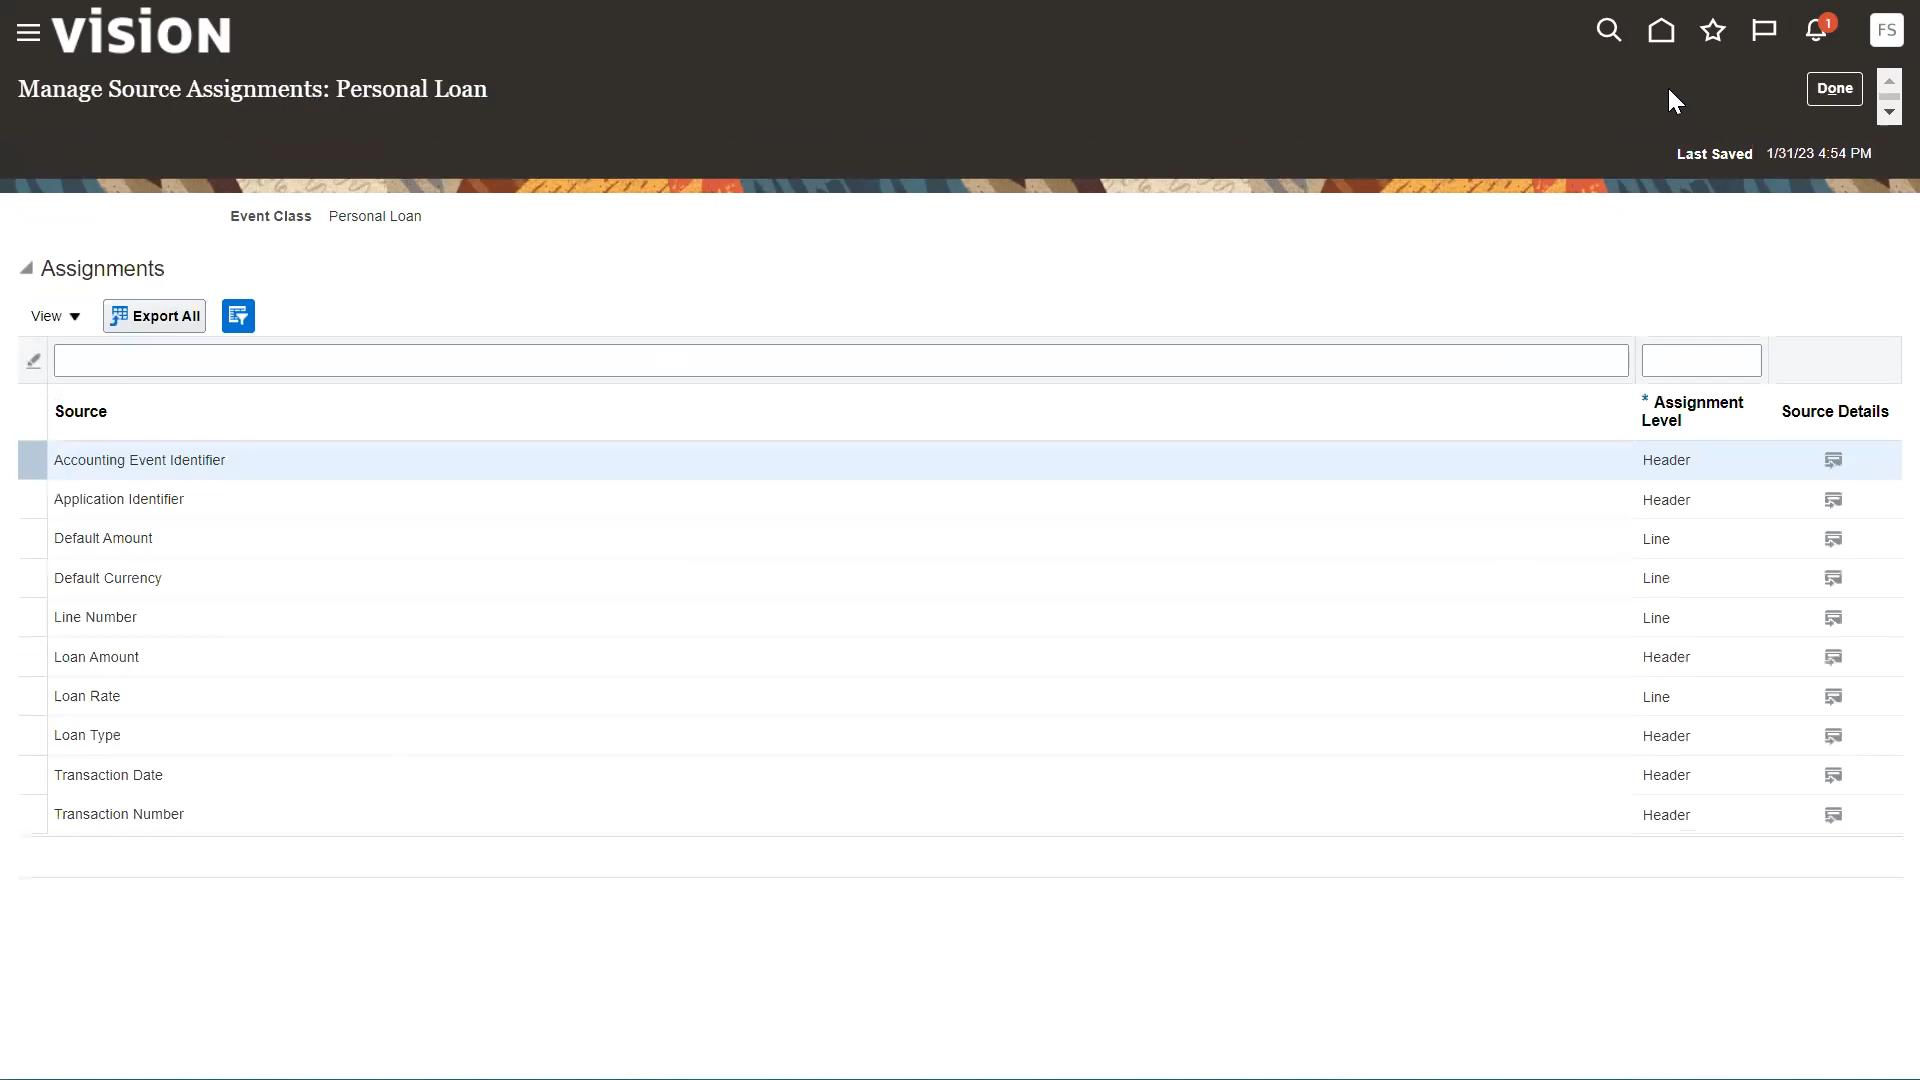 vision
1
FS
Manage Source Assignments: Personal Loan
Done
Last Saved 1/31/23 4:54 PM
Event Class Personal Loan
Assignments
View Export All
Source * Assignment Level Source Details
Accounting Event Identifier Header
Application Identifier Header
Default Amount Line
Default Currency Line
Line Number Line
Loan Amount Header
Loan Rate Line
Loan Type Header
Transaction Date Header
Transaction Number Header